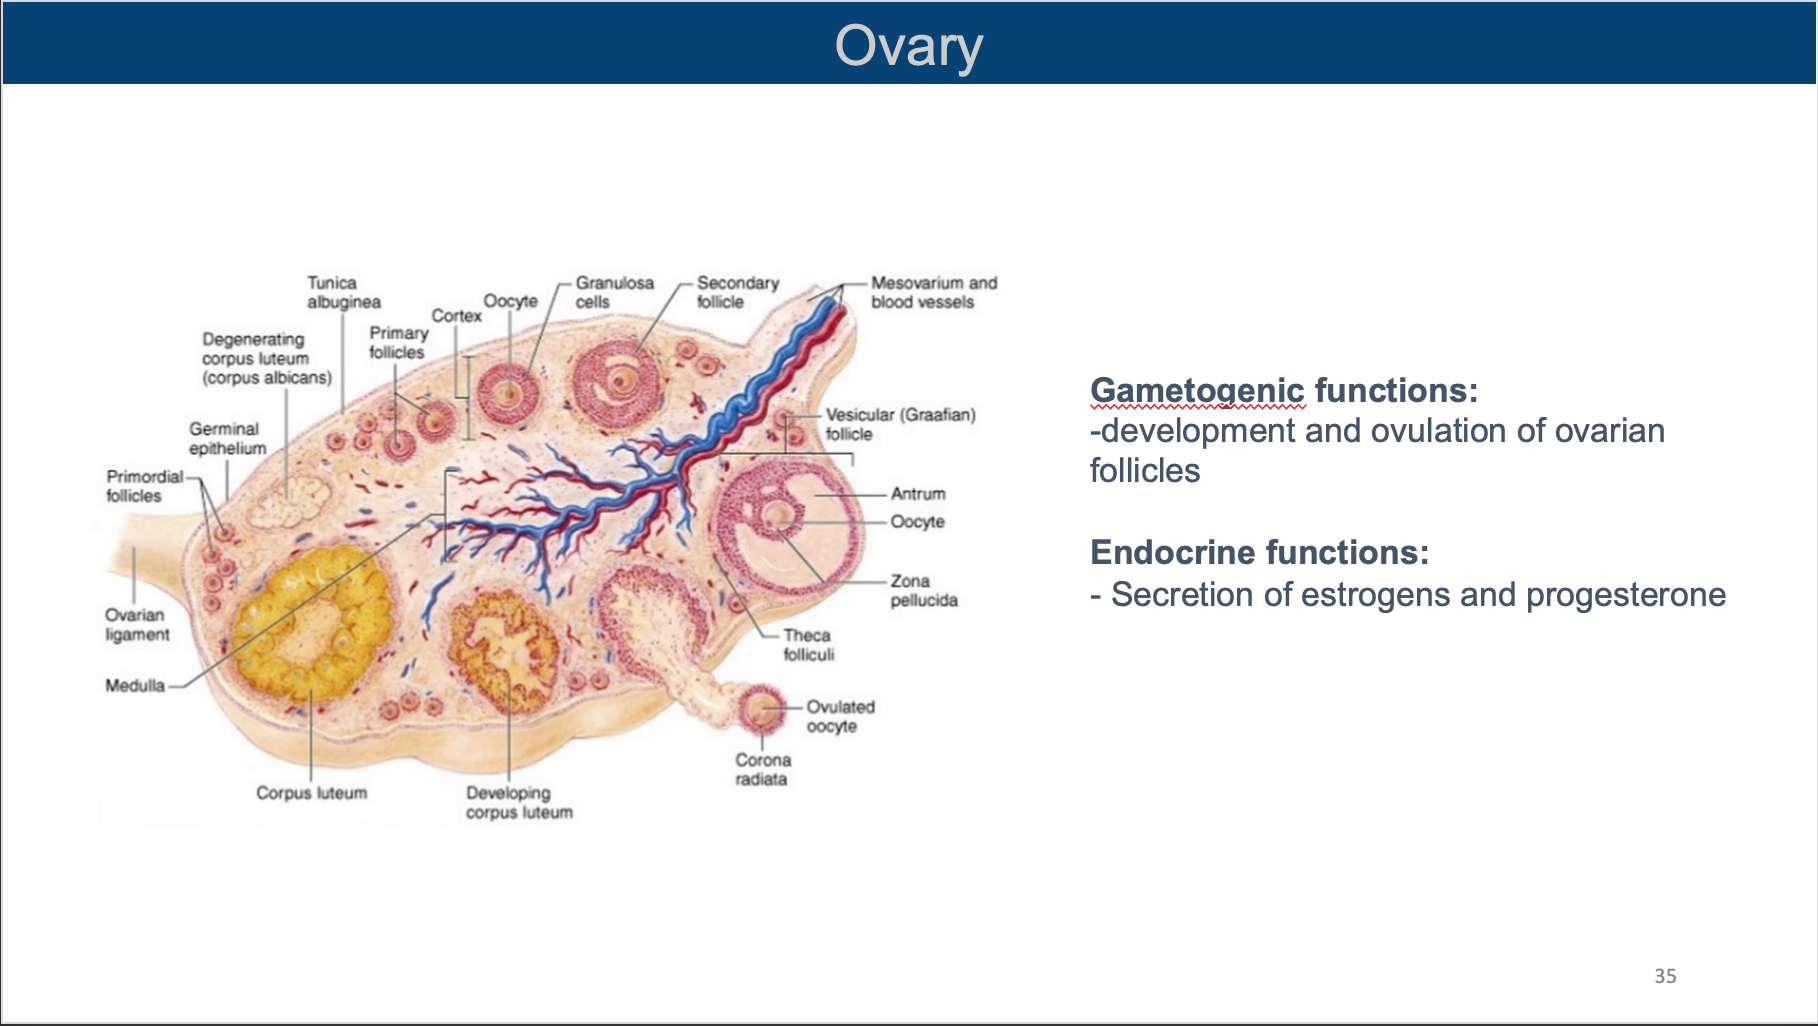 Ovary
Tunica
albuginea
Granulosa
cells
Secondary
follicle
Mesovarium and
blood vessels
Oocyte
Cortex
Primary
follicles
Degenerating
corpus luteum
(corpus albicans)
Germinal
epithelium
Primordial
follicles
Vesicular (Graafian)
follicle
Antrum
Oocyte
Zona
pellucida
Ovarian
ligament
Theca
folliculi
Medulla
Ovulated
oocyte
Corona
radiata
Corpus luteum
Developing
corpus luteum
Gametogenic functions:
-development and ovulation of ovarian
follicles
Endocrine functions:
- Secretion of estrogens and progesterone
35